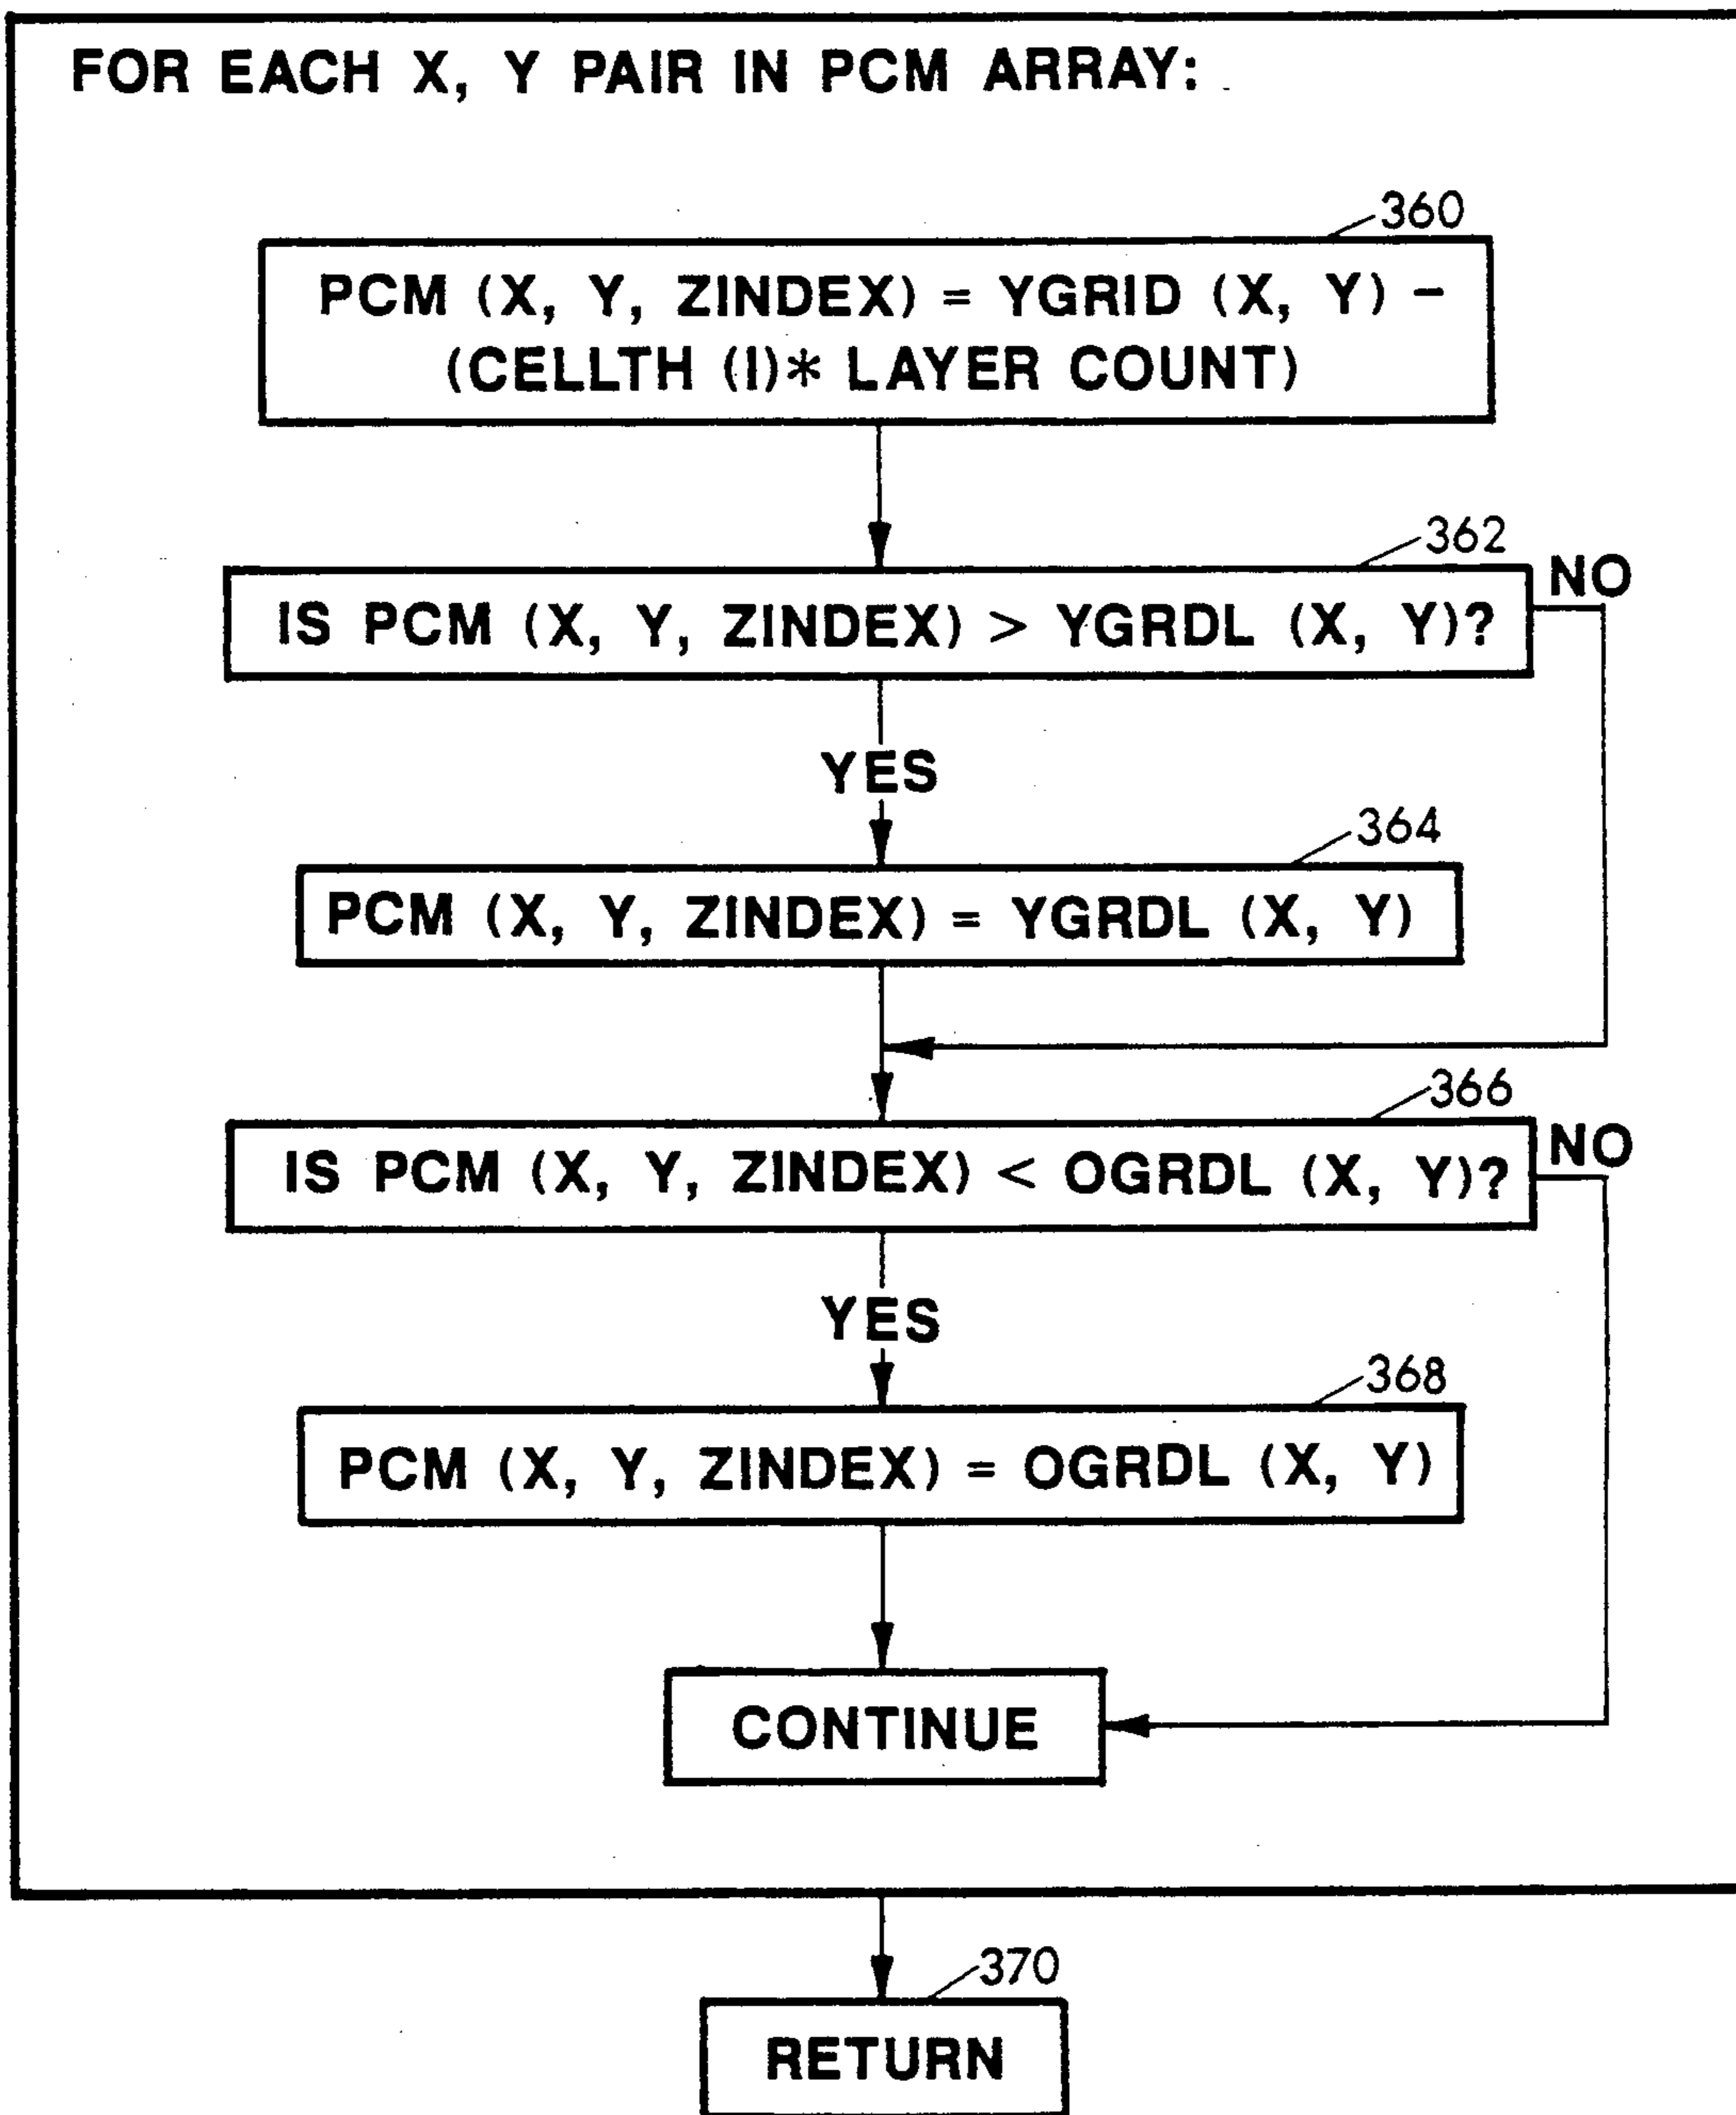 FOR EACH X, Y PAIR IN PCM ARRAY:
360
PCM (X, Y, ZINDEX) = YGRID (X, Y) –
(CELLTH (I)* LAYER COUNT)
362
NO
IS PCM (X, Y, ZINDEX) > YGRDL (X, Y)?
YES
364
PCM (X, Y, ZINDEX) = YGRDL (X, Y)
366
NO
IS PCM (X, Y, ZINDEX) < OGRDL (X, Y)?
YES
368
PCM (X, Y, ZINDEX) = OGRDL (X, Y)
CONTINUE
370
RETURN